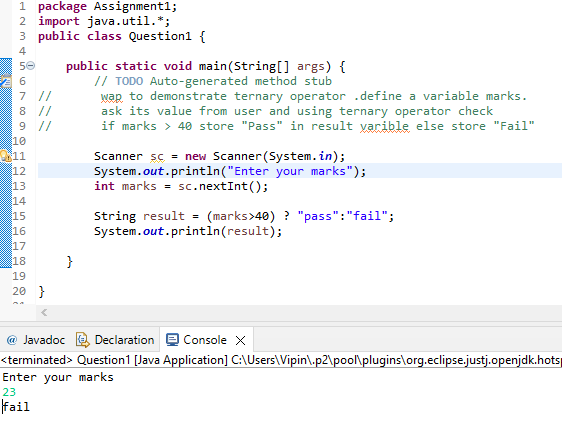 1 package Assignment1;
2 import java.util.*;
3 public class Question1 {
4
5 public static void main(String[] args) {
6 // TODO Auto-generated method stub
7 // wap to demonstrate ternary operator .define a variable marks.
8 // ask its value from user and using ternary operator check
9 // if marks > 40 store "Pass" in result varible else store "Fail"
10
11 Scanner sc = new Scanner(System.in);
12 System.out.println("Enter your marks");
13 int marks = sc.nextInt();
14
15 String result = (marks>40) ? "pass":"fail";
16 System.out.println(result);
17
18 }
19
20 }
@ Javadoc Declaration Console
<terminated> Question1 [Java Application] C:\Users\Vipin\.p2\pool\plugins\org.eclipse.justj.openjdk.hotsp
Enter your marks
23
fail